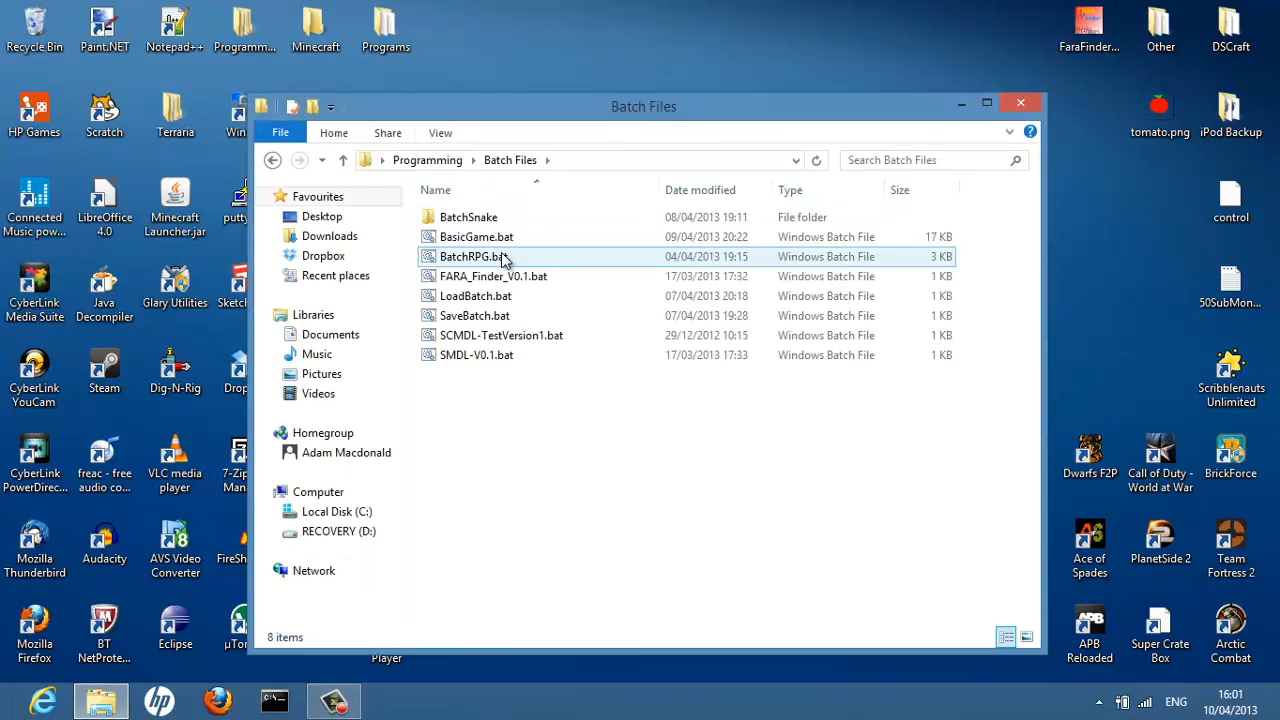 Recycle Bin
Paint.NET
Notepad++
Programm...
Minecraft
Programs
FaraFinder...
Other
DSCraft
HP Games
Scratch
Terraria
Win
tomato.png
iPod Backup
Connected Music pow...
LibreOffice 4.0
Minecraft Launcher.jar
putty
control
CyberLink Media Suite
Java Decompiler
Glary Utilities
Sketc
50SubMon...
CyberLink YouCam
Steam
Dig-N-Rig
Drop
Scribblenauts Unlimited
CyberLink PowerDirec...
freac - free audio co...
VLC media player
7-Zip Mana
Dwarfs F2P
Call of Duty - World at War
BrickForce
Mozilla Thunderbird
Audacity
AVS Video Converter
FireSh
Ace of Spades
PlanetSide 2
Team Fortress 2
Mozilla Firefox
BT NetProte...
Eclipse
µTor
Player
APB Reloaded
Super Crate Box
Arctic Combat
Batch Files
File
Home
Share
View
Programming
Batch Files
Search Batch Files
Name
Date modified
Type
Size
BatchSnake 08/04/2013 19:11 File folder
BasicGame.bat 09/04/2013 20:22 Windows Batch File 17 KB
BatchRPG.bat 04/04/2013 19:15 Windows Batch File 3 KB
FARA_Finder_V0.1.bat 17/03/2013 17:32 Windows Batch File 1 KB
LoadBatch.bat 07/04/2013 20:18 Windows Batch File 1 KB
SaveBatch.bat 07/04/2013 19:28 Windows Batch File 1 KB
SCMDL-TestVersion1.bat 29/12/2012 10:15 Windows Batch File 1 KB
SMDL-V0.1.bat 17/03/2013 17:33 Windows Batch File 1 KB
Favourites
Desktop
Downloads
Dropbox
Recent places
Libraries
Documents
Music
Pictures
Videos
Homegroup
Adam Macdonald
Computer
Local Disk (C:)
RECOVERY (D:)
Network
8 items
ENG
16:01
10/04/2013